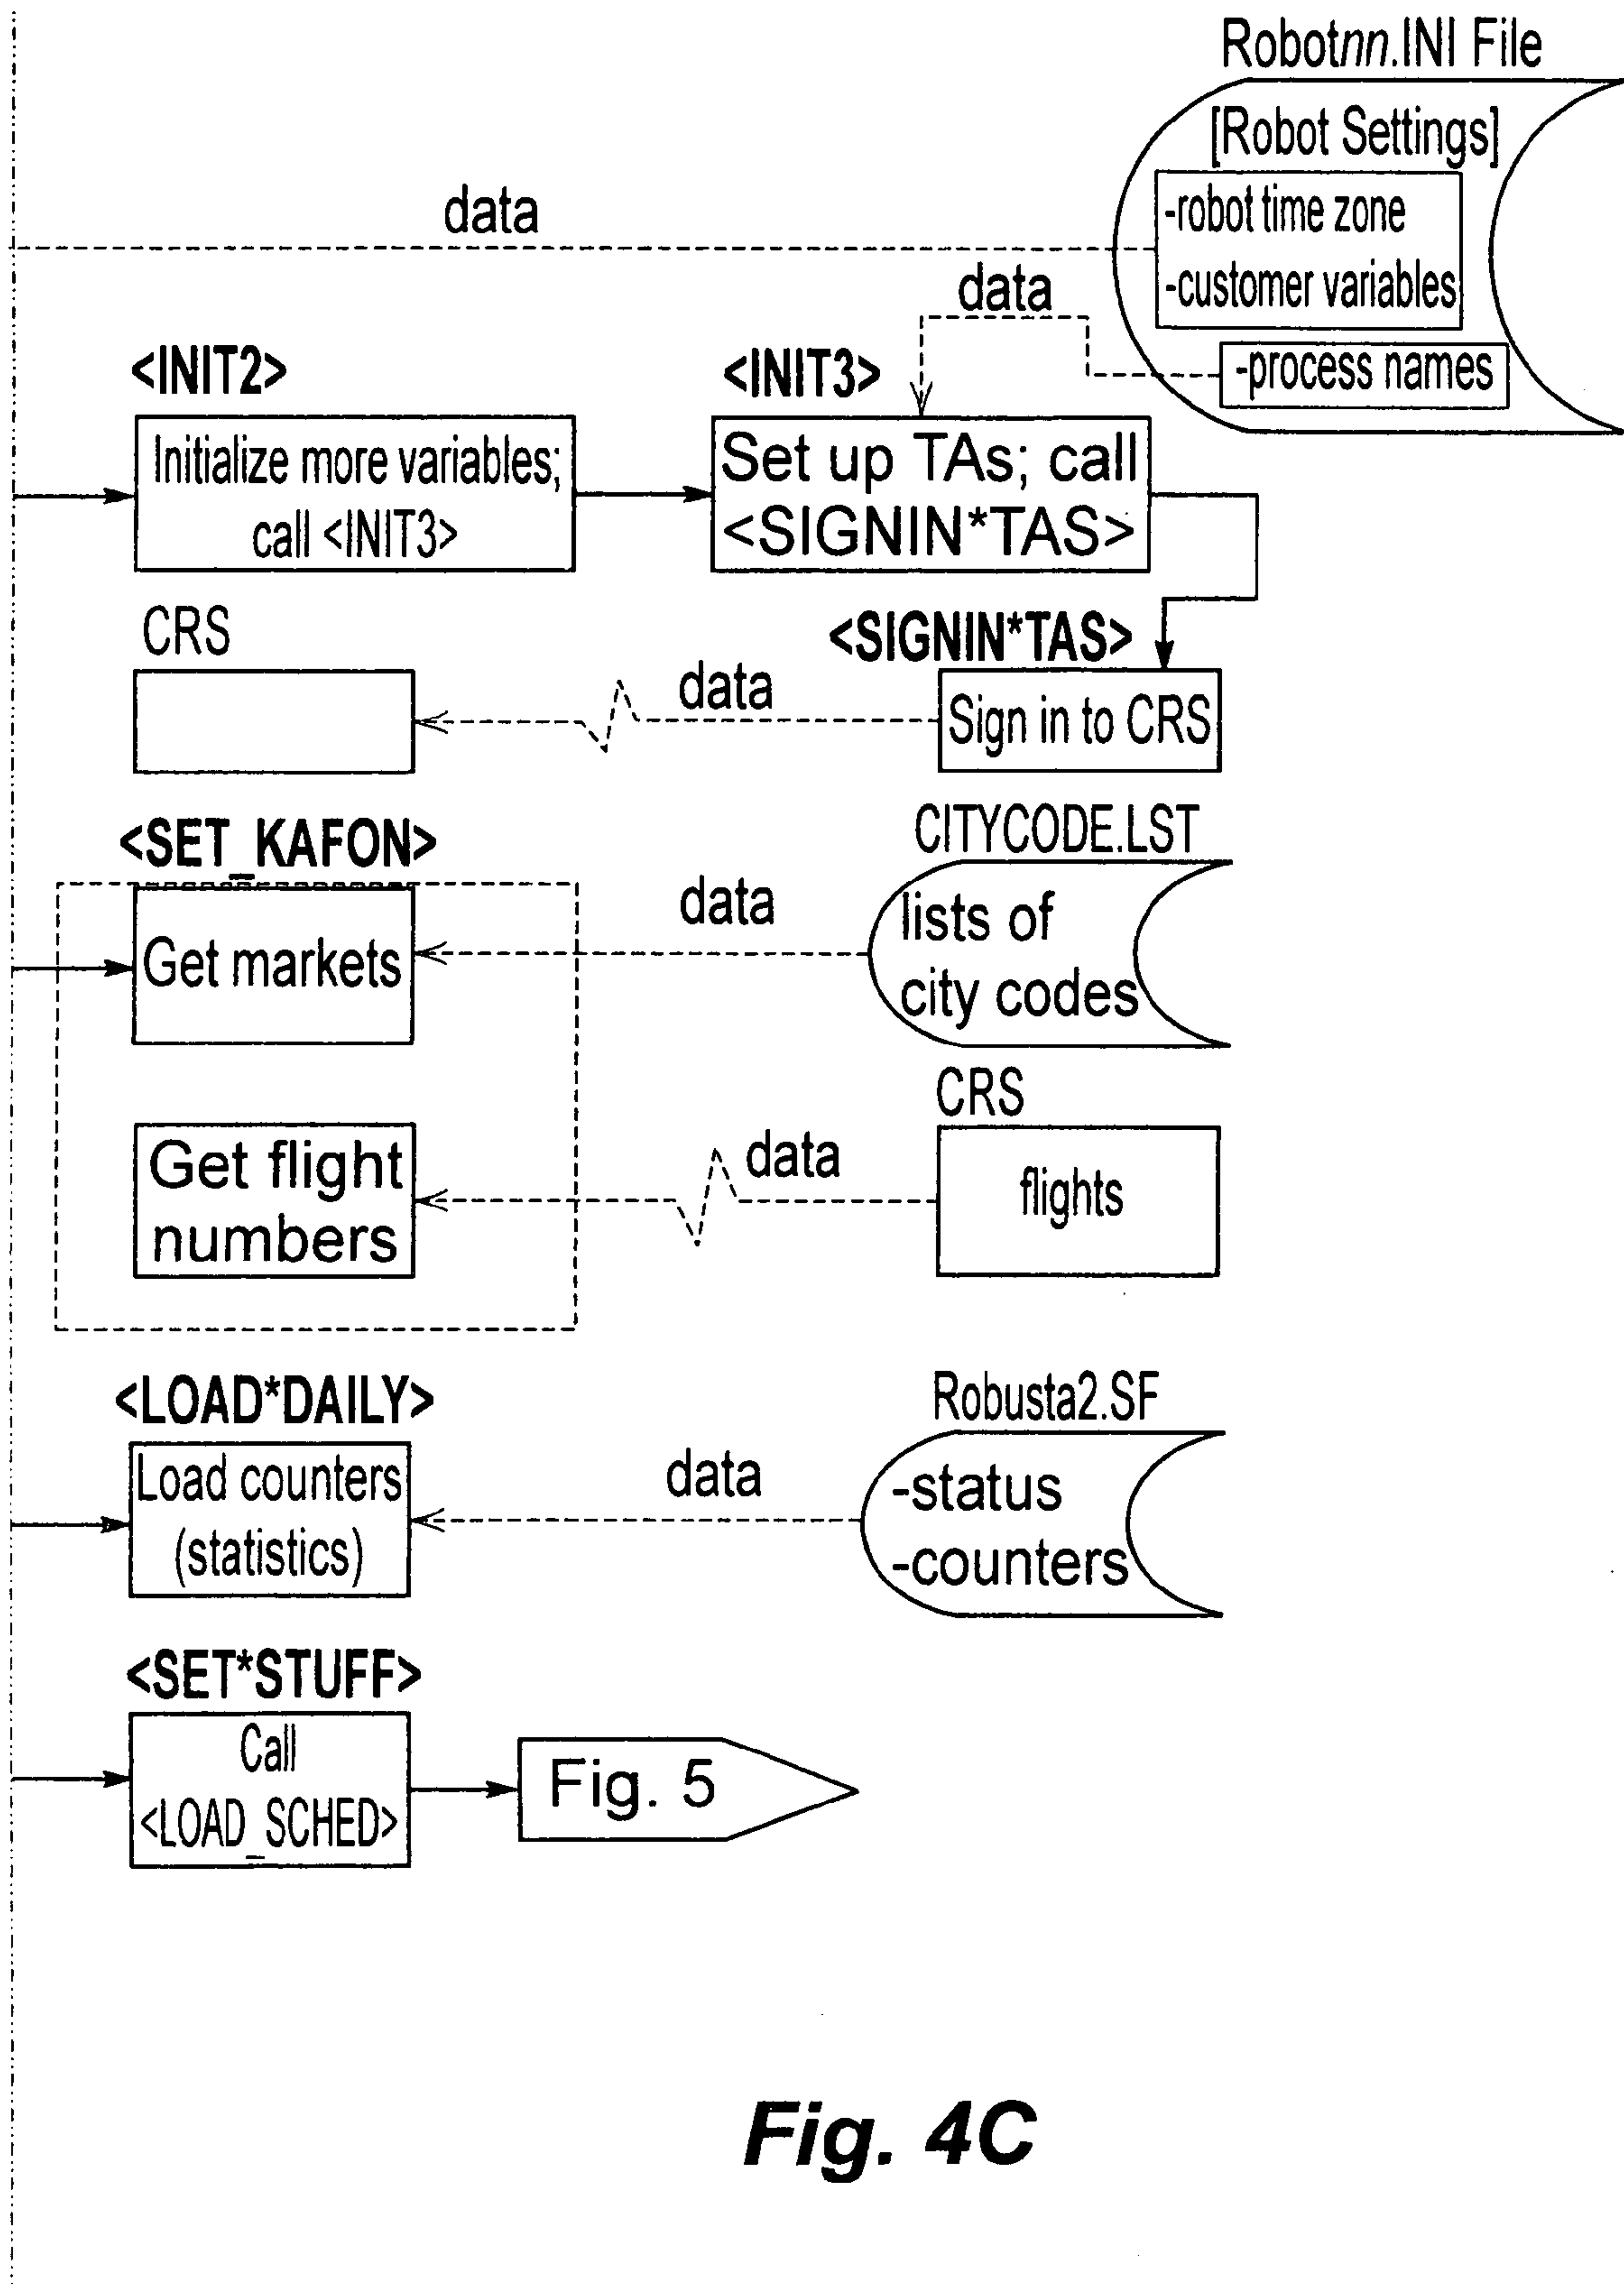 Robotnn.INI File
[Robot Settings]
-robot time zone
-customer variables
-process names
data
data
<INIT2>
Initialize more variables;
call <INIT3>
<INIT3>
Set up TAs; call
<SIGNIN*TAS>
CRS
<SIGNIN*TAS>
data
Sign in to CRS
<SET_KAFON>
Get markets
data
CITYCODE.LST
lists of
city codes
Get flight
numbers
data
CRS
flights
<LOAD*DAILY>
Load counters
(statistics)
data
Robusta2.SF
-status
-counters
<SET*STUFF>
Call
<LOAD_SCHED>
Fig. 5
Fig. 4C